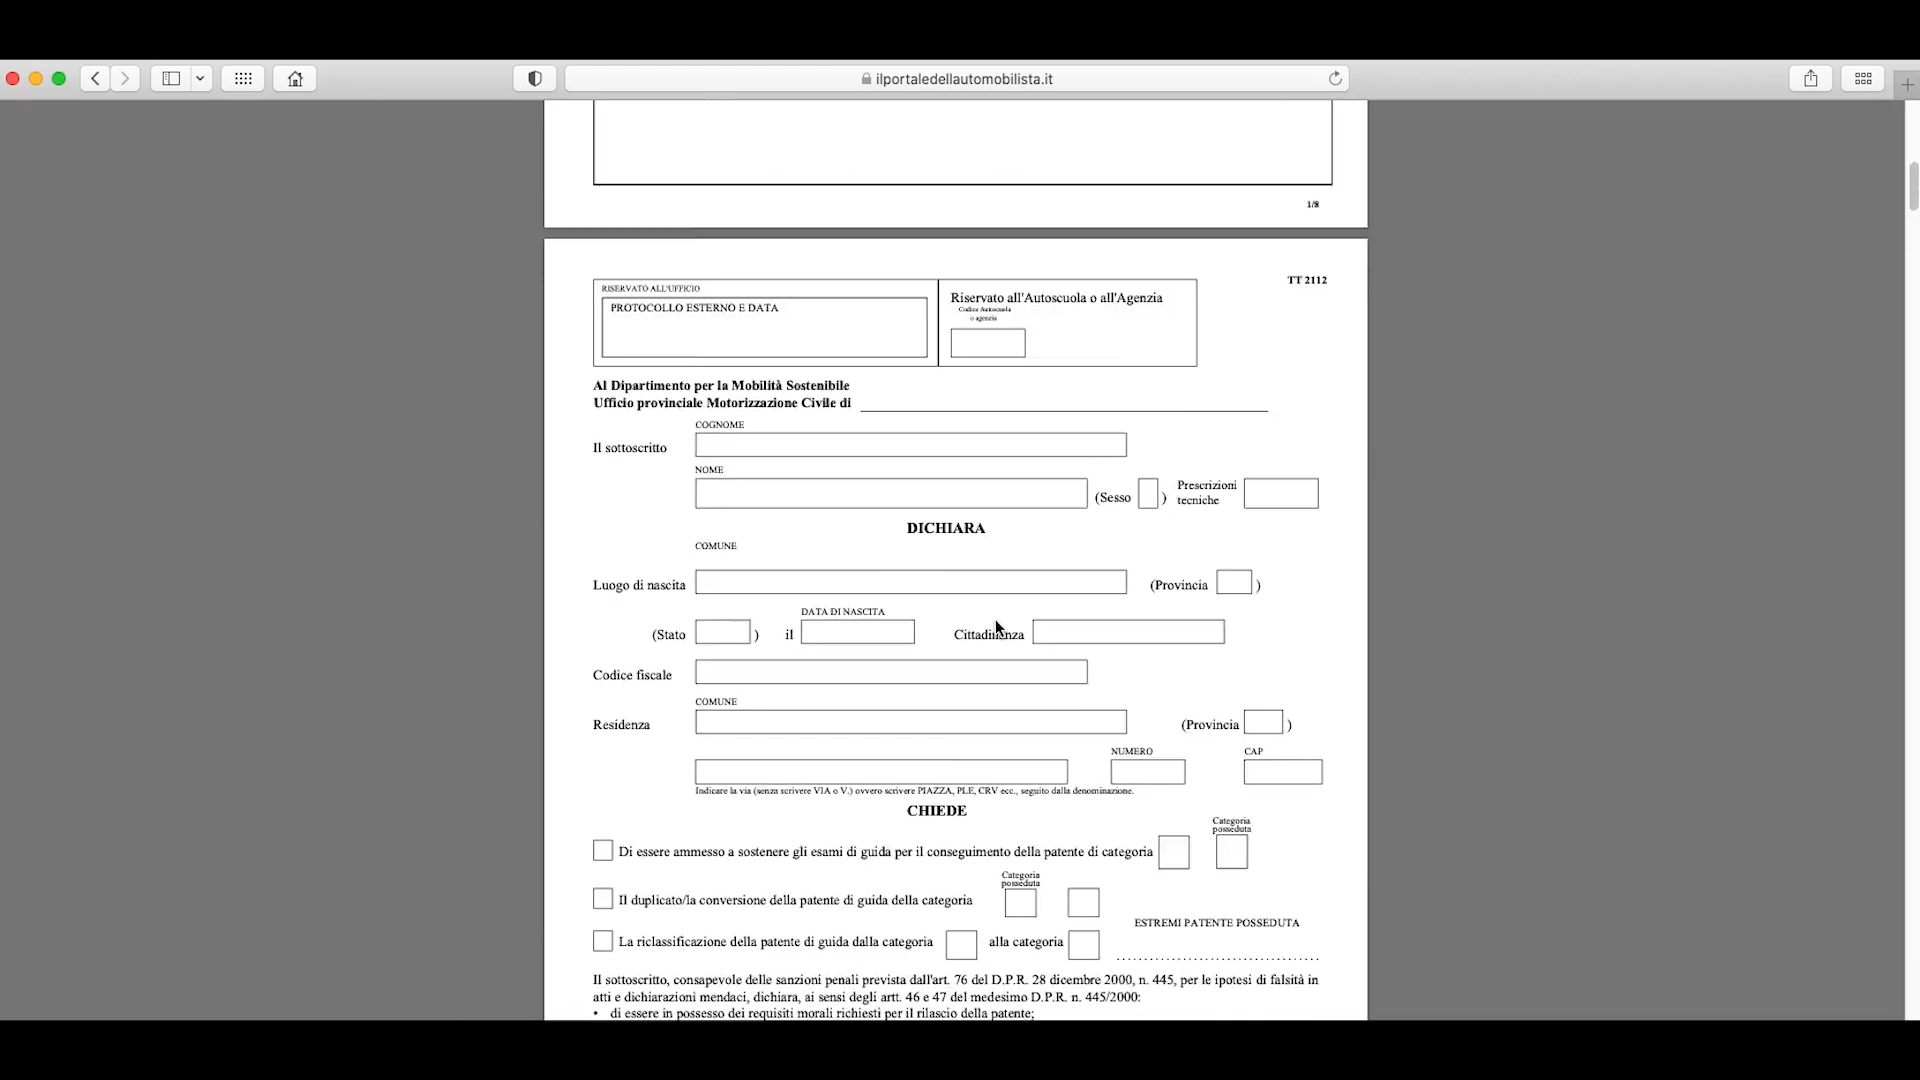 ilportaledellautomobilista.it
1/8
TT 2112
RISERVATO ALL'UFFICIO
PROTOCOLLO ESTERNO E DATA
Riservato all'Autoscuola o all'Agenzia
Codice Autoscuola
o agenzia
Al Dipartimento per la Mobilità Sostenibile
Ufficio provinciale Motorizzazione Civile di
COGNOME
Il sottoscritto
NOME
(Sesso )
Prescrizioni
tecniche
DICHIARA
COMUNE
Luogo di nascita
(Provincia )
DATA DI NASCITA
(Stato ) il Cittadinenza
Codice fiscale
COMUNE
Residenza
(Provincia )
NUMERO
CAP
Indicare la via (senza scrivere VIA o V.) ovvero scrivere PIAZZA, PLE, CRV ecc., seguito dalla denominazione.
CHIEDE
Categoria
posseduta
Di essere ammesso a sostenere gli esami di guida per il conseguimento della patente di categoria
Categoria
posseduta
Il duplicato/la conversione della patente di guida della categoria
ESTREMI PATENTE POSSEDUTA
La riclassificazione della patente di guida dalla categoria alla categoria
Il sottoscritto, consapevole delle sanzioni penali prevista dall'art. 76 del D.P.R. 28 dicembre 2000, n. 445, per le ipotesi di falsità in
atti e dichiarazioni mendaci, dichiara, ai sensi degli artt. 46 e 47 del medesimo D.P.R. n. 445/2000:
• di essere in possesso dei requisiti morali richiesti per il rilascio della patente;